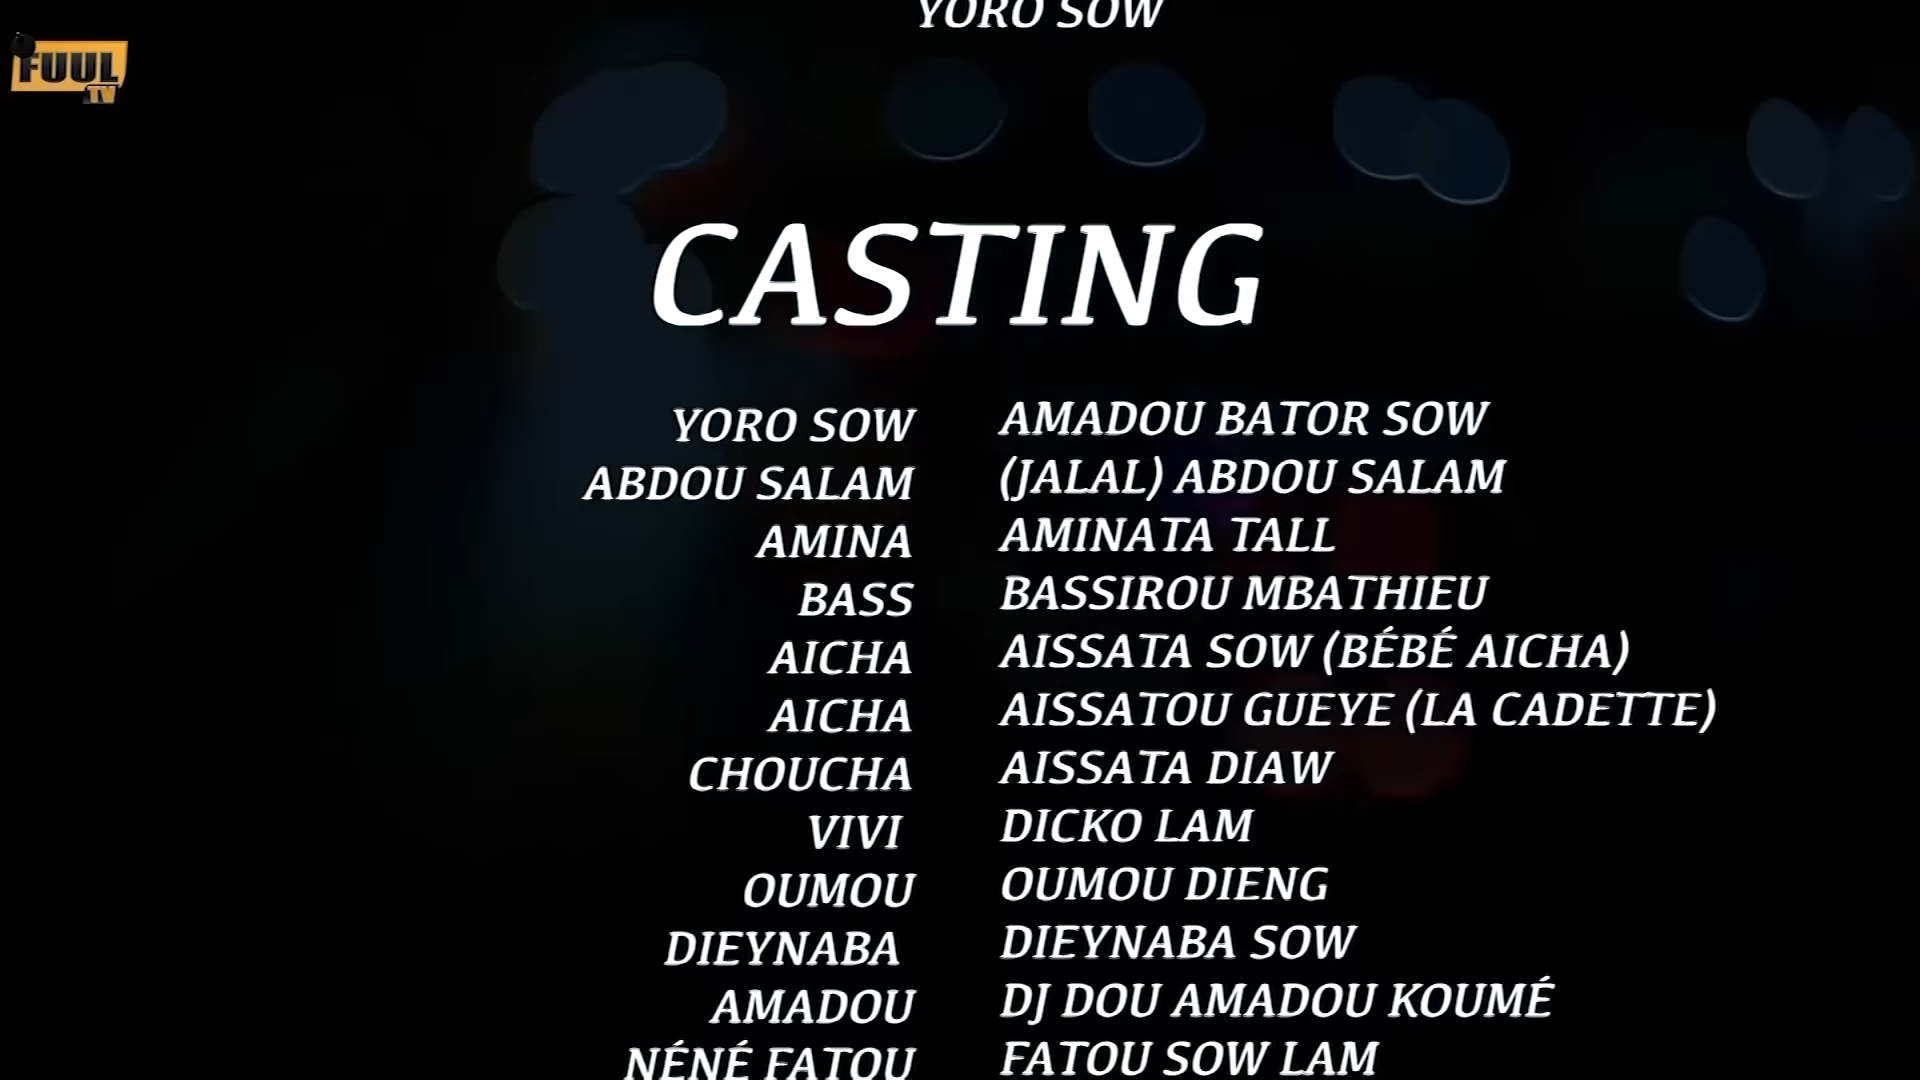 YORO SOW
FUUL
TV
CASTING
YORO SOW AMADOU BATOR SOW
ABDOU SALAM (JALAL) ABDOU SALAM
AMINA AMINATA TALL
BASS BASSIROU MBATHIEU
AICHA AISSATA SOW (BÉBÉ AICHA)
AICHA AISSATOU GUEYE (LA CADETTE)
CHOUCHA AISSATA DIAW
VIVI DICKO LAM
OUMOU OUMOU DIENG
DIEYNABA DIEYNABA SOW
AMADOU DJ DOU AMADOU KOUMÉ
NÉNÉ FATOU FATOU SOW LAM